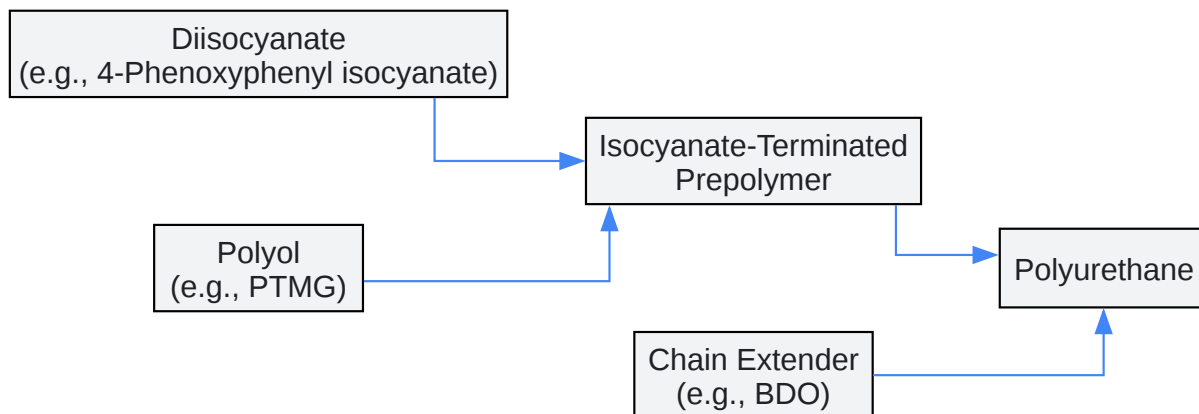 Diisocyanate
(e.g., 4-Phenoxyphenyl isocyanate)
Isocyanate-Terminated
Prepolymer
Polyol
(e.g., PTMG)
Polyurethane
Chain Extender
(e.g., BDO)